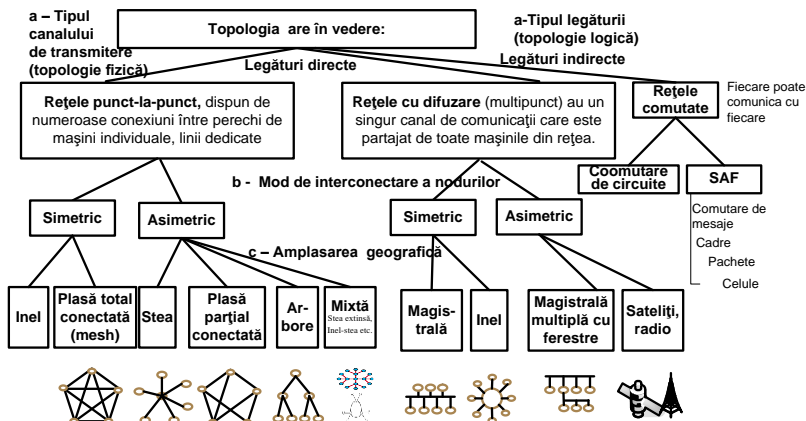 a – Tipul
canalului
de transmitere
(topologie fizică)
Topologia are în vedere:
a-Tipul legăturii
(topologie logică)
Legături directe
Legături indirecte
Reţele punct-la-punct, dispun de
numeroase conexiuni între perechi de
maşini individuale, linii dedicate
Reţele cu difuzare (multipunct) au un
singur canal de comunicaţii care este
partajat de toate maşinile din reţea.
Reţele
comutate
Fiecare poate
comunica cu
fiecare
b - Mod de interconectare a nodurilor
Coomutare
de circuite
SAF
Simetric
Asimetric
Simetric
Asimetric
Comutare de
mesaje
Cadre
Pachete
Celule
c – Amplasarea geografică
Inel
Plasă total
conectată
(mesh)
Stea
Plasă
parţial
conectată
Ar-
bore
Mixtă
Stea extinsă,
Inel-stea etc.
Magis-
trală
Inel
Magistrală
multiplă cu
ferestre
Sateliţi,
radio